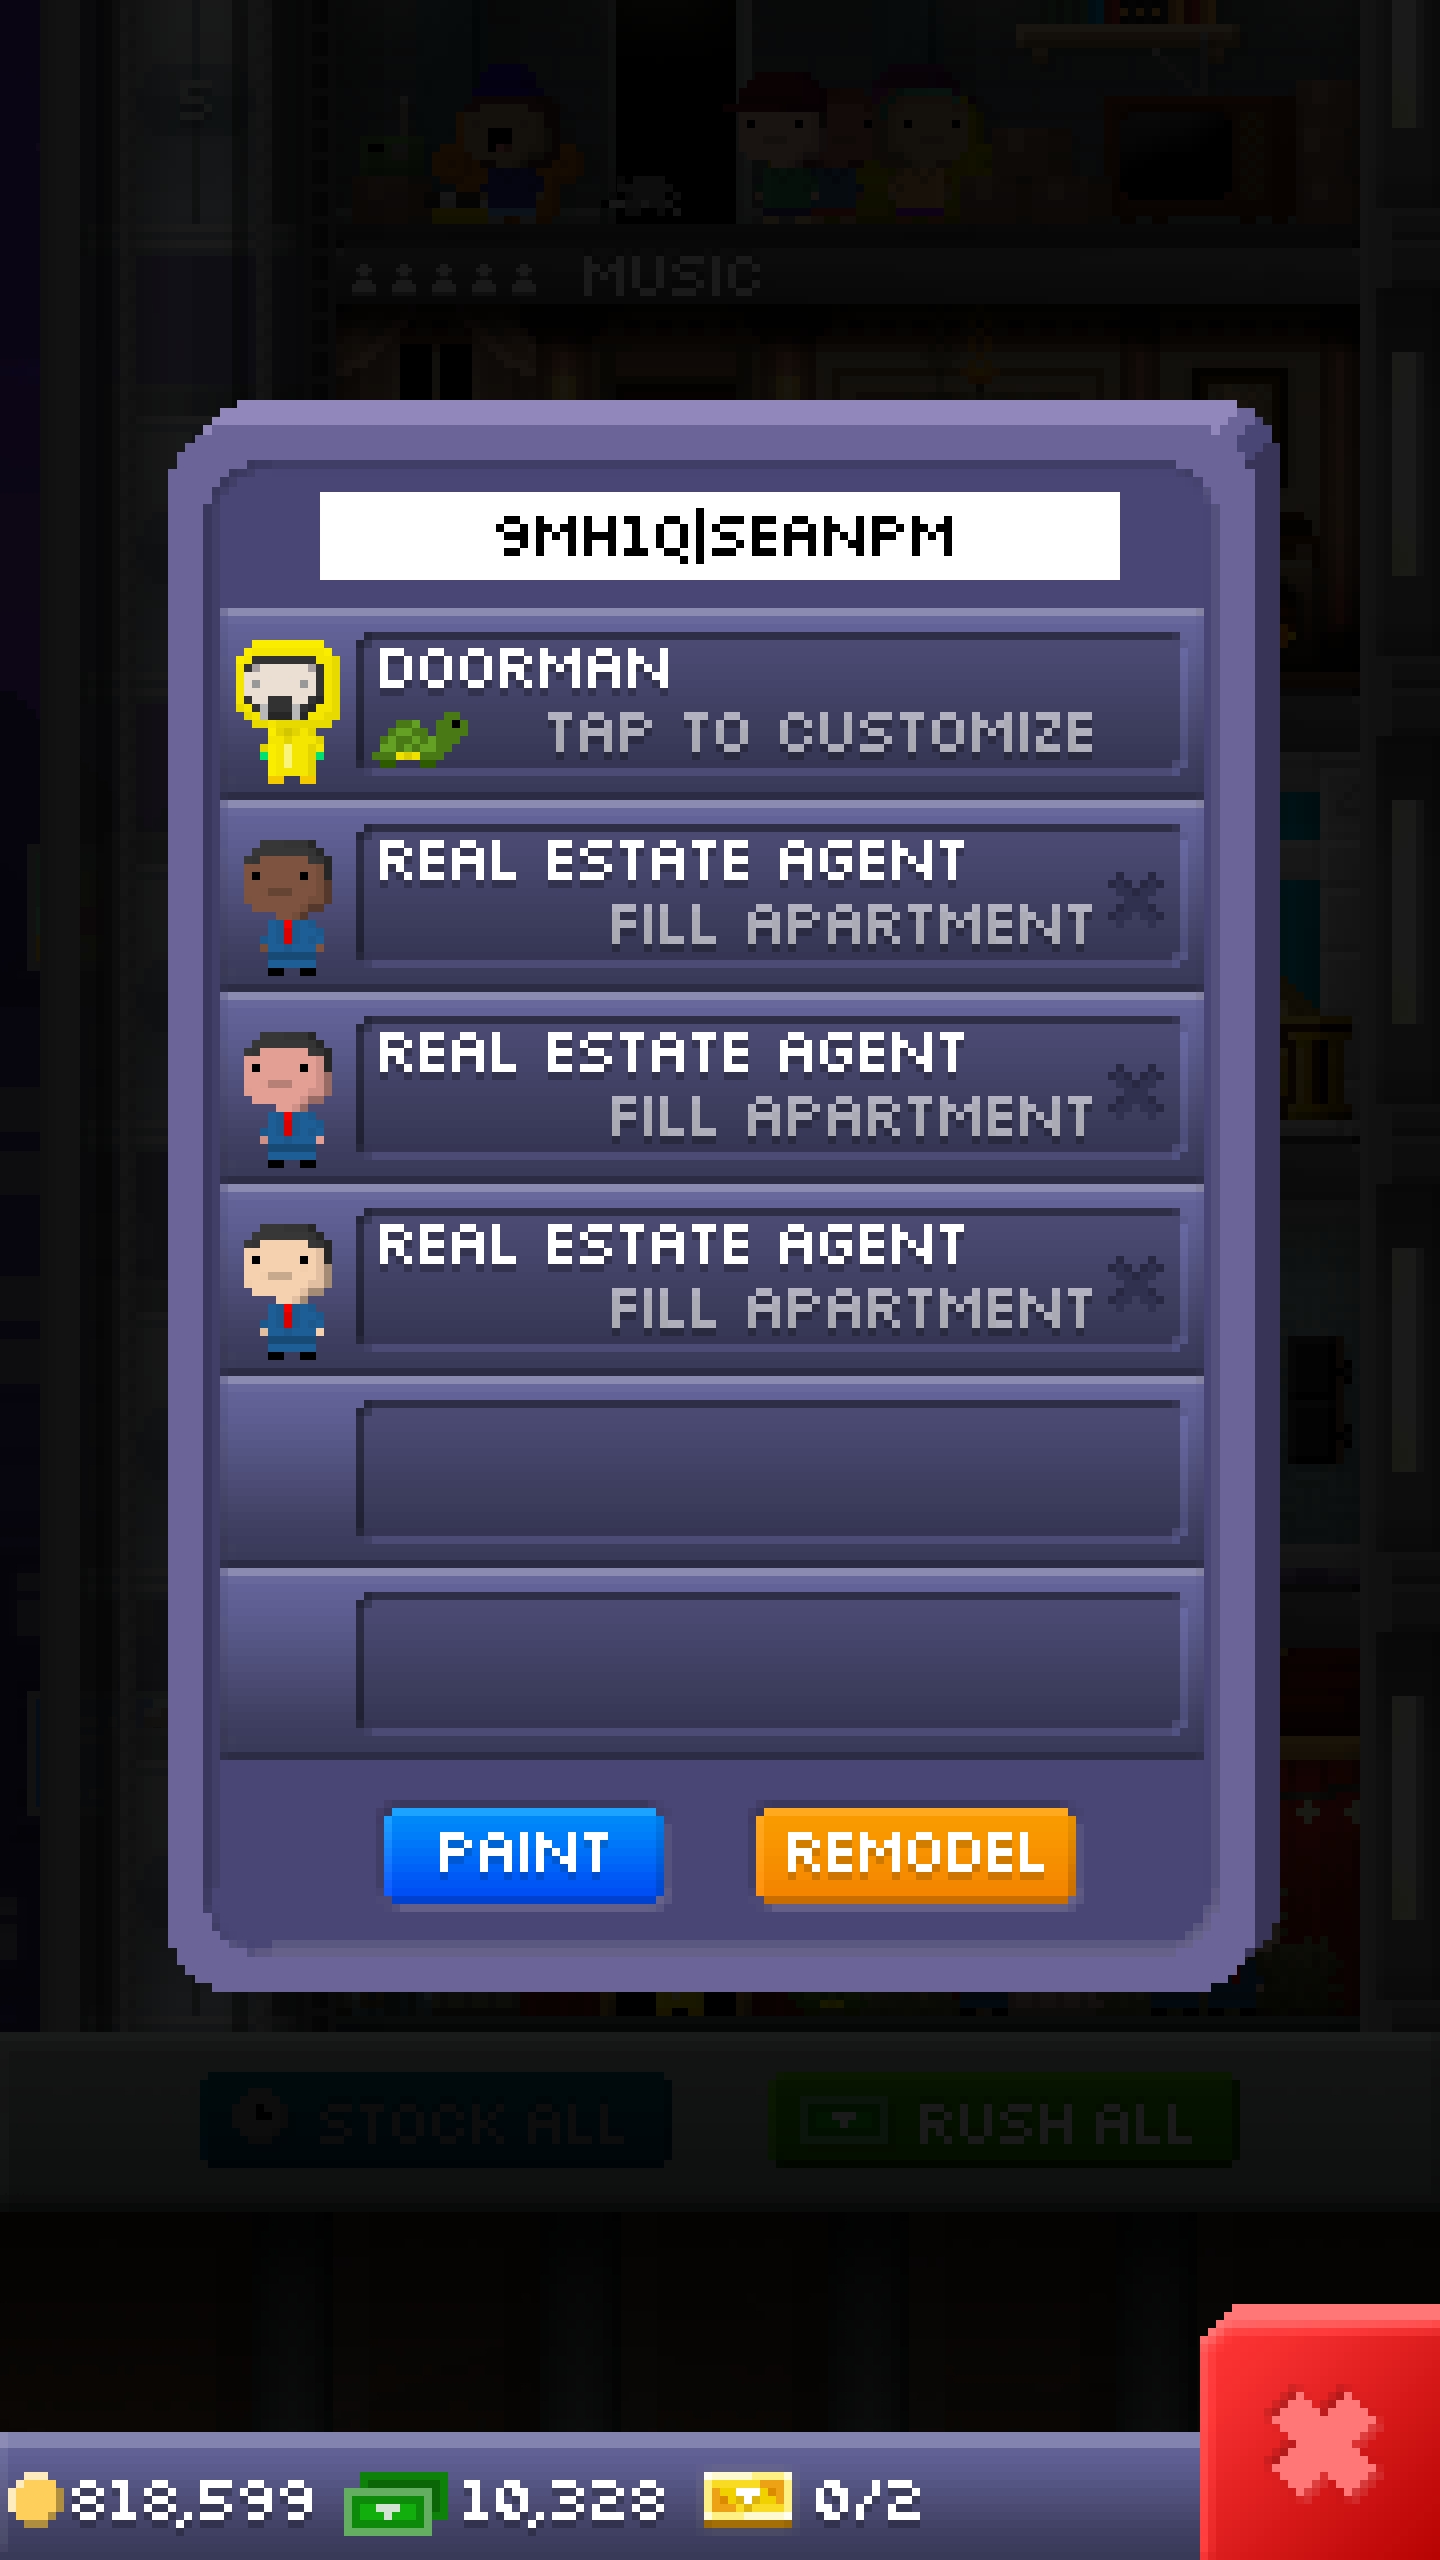 S
MUSIC
9MH1Q|SEANPM
DOORMAN
TAP TO CUSTOMIZE
REAL ESTATE AGENT
FILL APARTMENT
REAL ESTATE AGENT
FILL APARTMENT
REAL ESTATE AGENT
FILL APARTMENT
PAINT
REMODEL
STOCK ALL
RUSH ALL
818,599
10,328
0/2